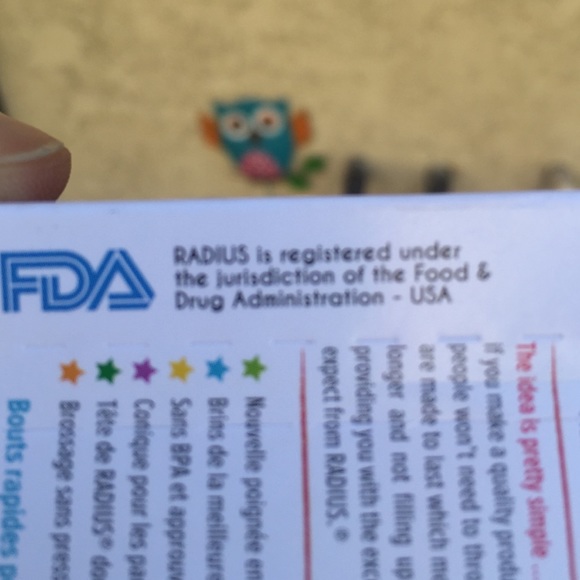 FDA
RADIUS is registered under
the jurisdiction of the Food &
Drug Administration - USA
The idea is pretty simple...
if you make a quality
people won't need to
are made to last which
longer and not filling up
providing you with the
expect from RADIUS.®
Nouvelle poignée
Brins de la meilleure
Sans BPA et
Conique pour les
Tête de RADIUS®
Brossage sans
Bouts rapides